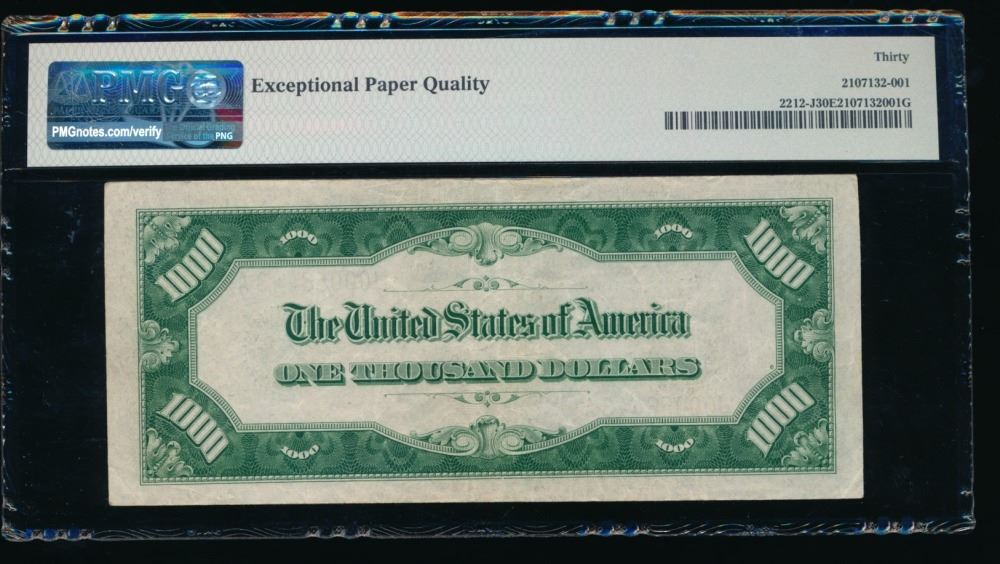 PMG
PMGnotes.com/verify
PNG
Exceptional Paper Quality
Thirty
2107132-001
2212-J30E2107132001G
1000
1000
1000
1000
The United States of America
ONE THOUSAND DOLLARS
1000
1000
1000
1000